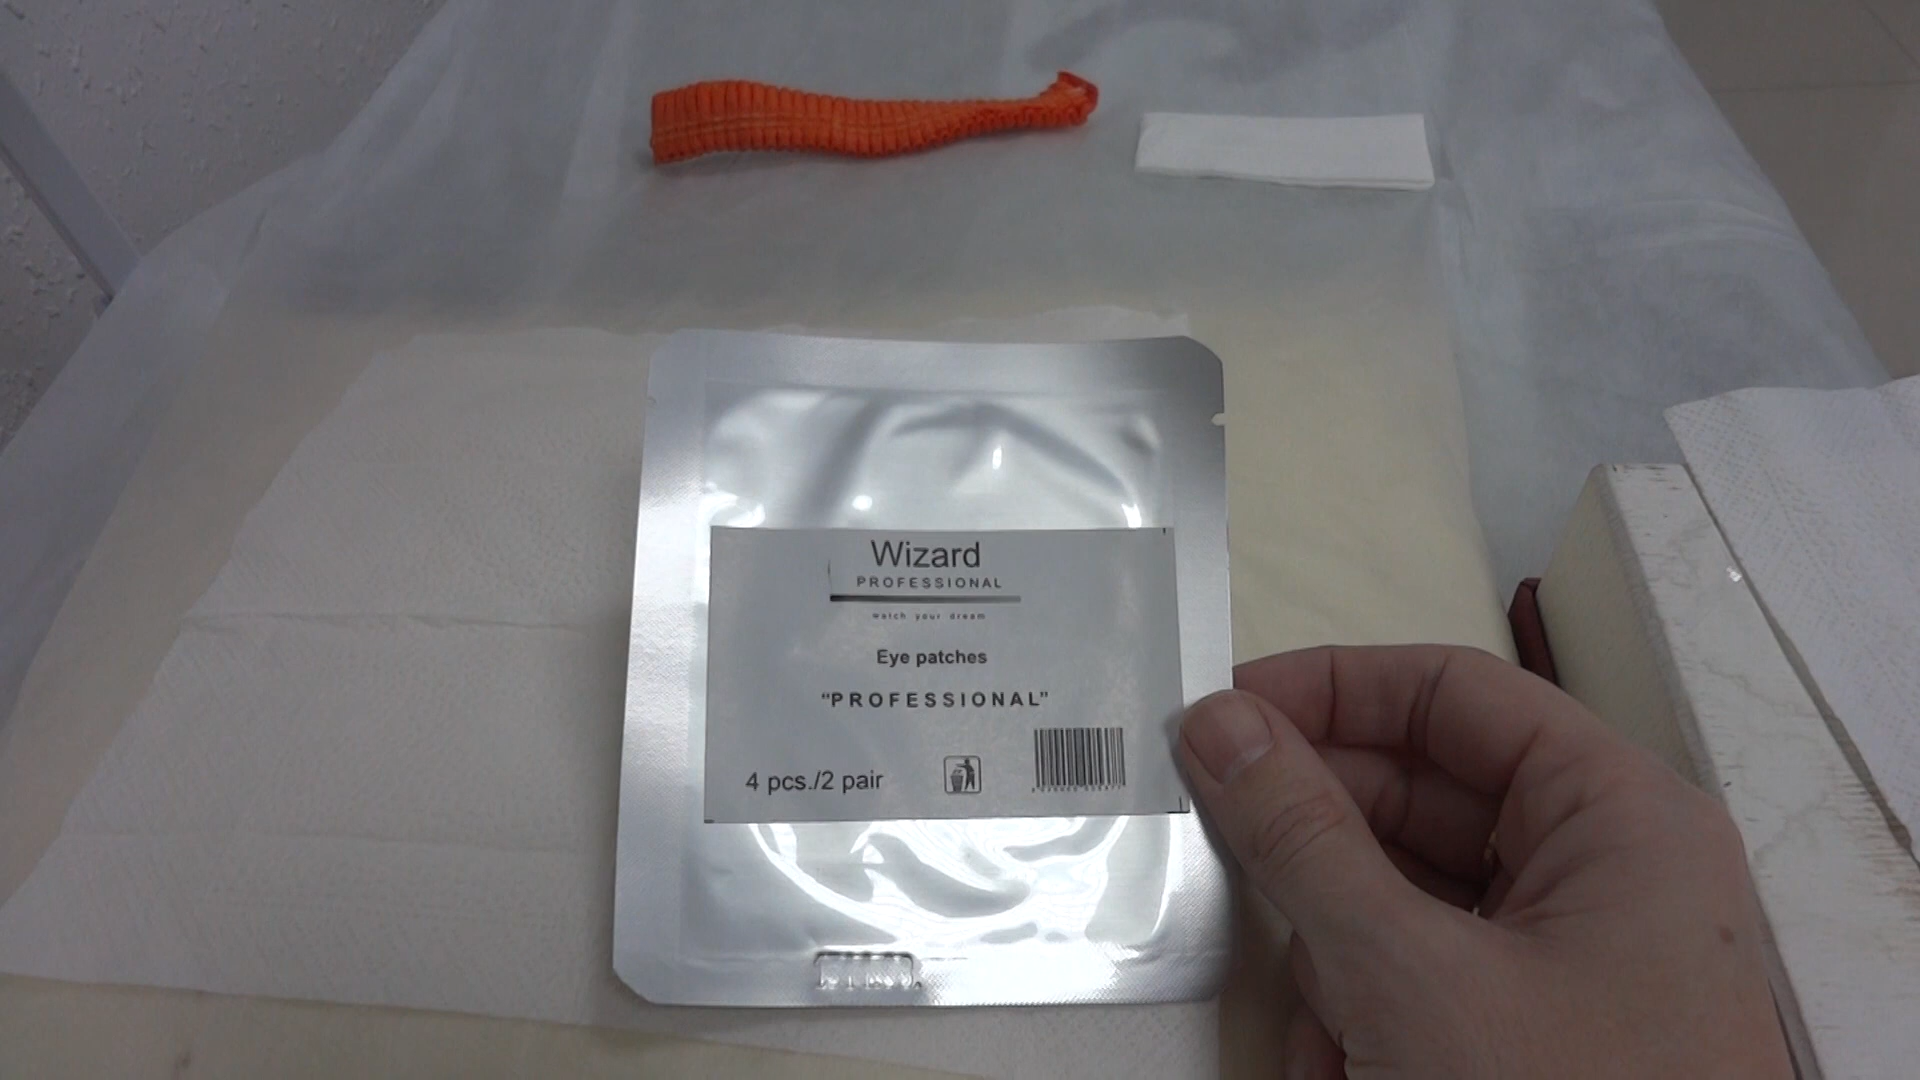 Wizard
PROFESSIONAL
watch your dream
Eye patches
“PROFESSIONAL”
4 pcs./2 pair